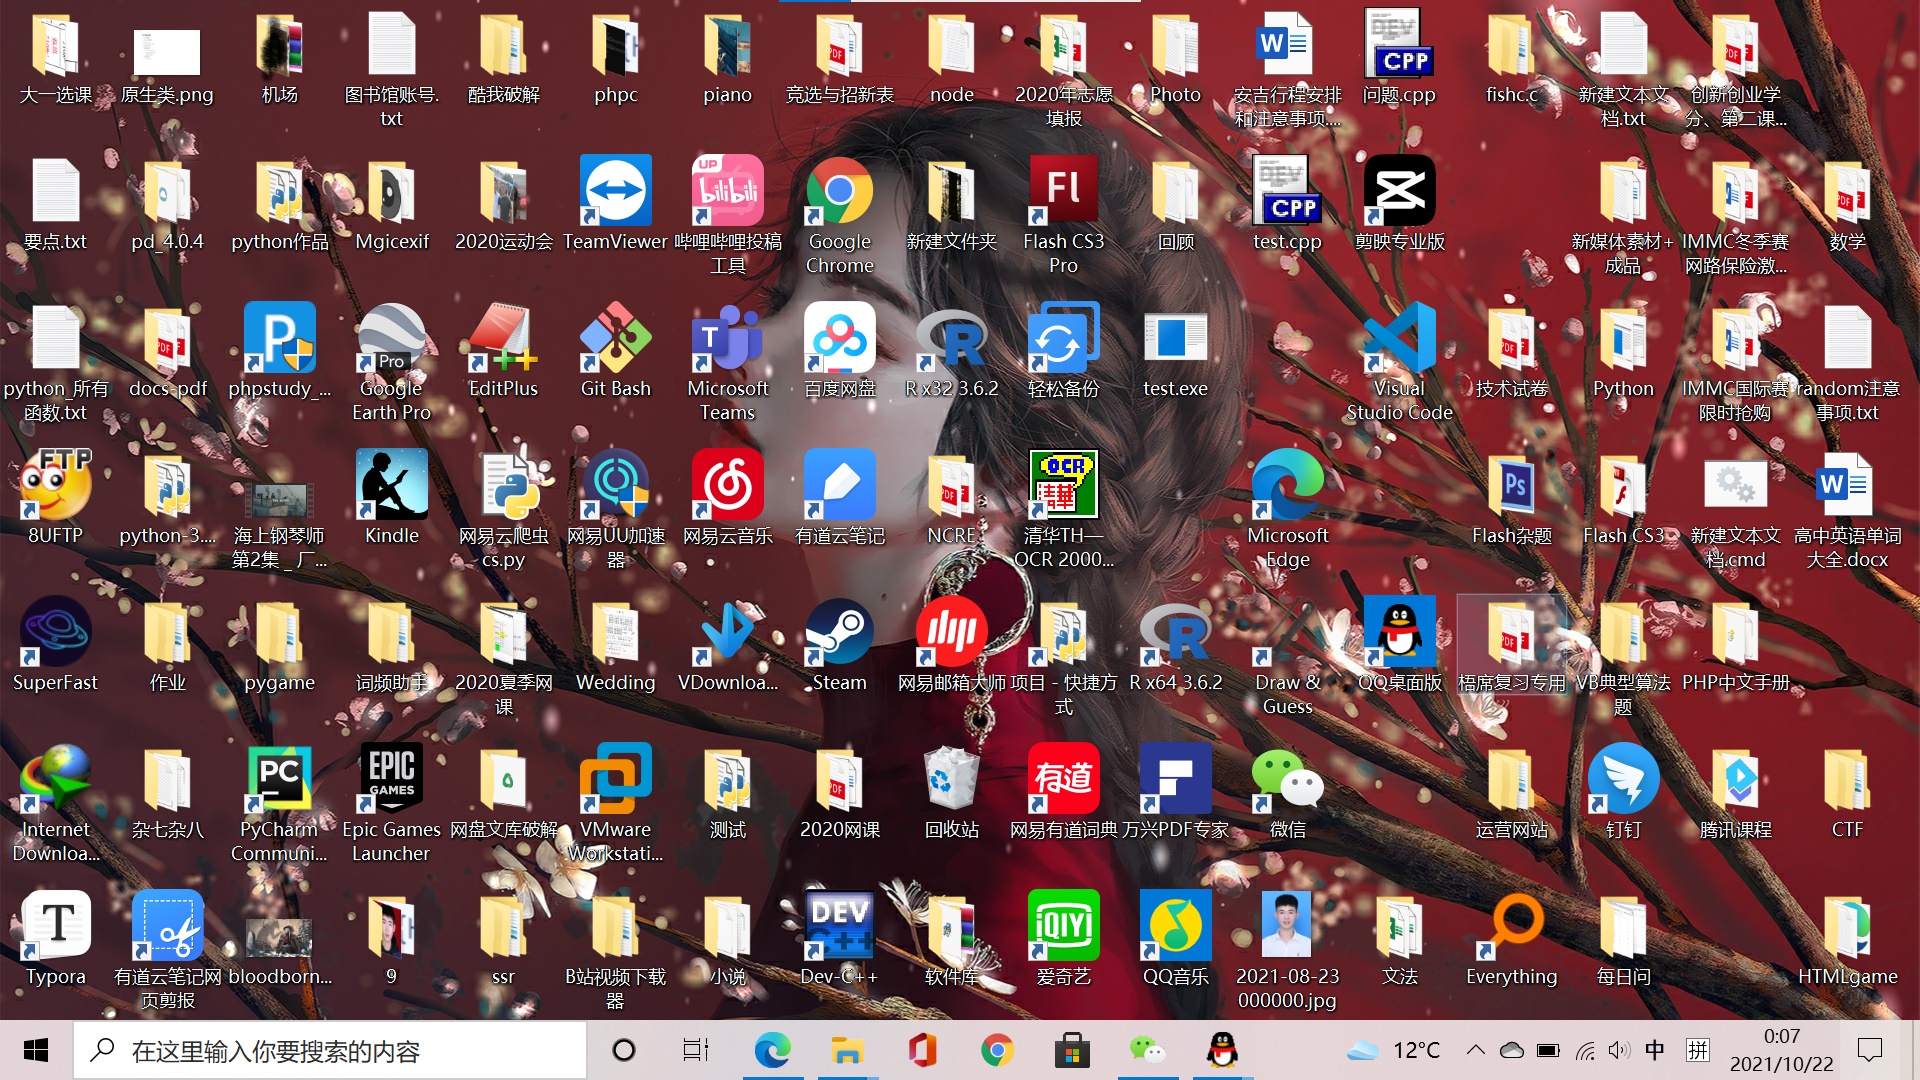 大一选课
原生类.png
机场
图书馆账号.
txt
酷我破解
phpc
piano
竞选与招新表
node
2020年志愿
填报
Photo
安吉行程安排
和注意事项....
问题.cpp
fishc.c
新建文本文
档.txt
创新创业学
分、第二课...
要点.txt
pd_4.0.4
python作品
Mgicexif
2020运动会
TeamViewer
哔哩哔哩投稿
工具
Google
Chrome
新建文件夹
Flash CS3
Pro
回顾
test.cpp
剪映专业版
新媒体素材+
成品
IMMC冬季赛
网路保险激...
数学
python_所有
函数.txt
docs-pdf
phpstudy_...
Google
Earth Pro
EditPlus
Git Bash
Microsoft
Teams
百度网盘
R x32 3.6.2
轻松备份
test.exe
Visual
Studio Code
技术试卷
Python
IMMC国际赛
限时抢购
random注意
事项.txt
8UFTP
python-3....
海上钢琴师
第2集 _ 厂...
Kindle
网易云爬虫
cs.py
网易UU加速
器
网易云音乐
有道云笔记
NCRE
清华TH—
OCR 2000...
Microsoft
Edge
Flash杂题
Flash CS3
新建文本文
档.cmd
高中英语单词
大全.docx
SuperFast
作业
pygame
词频助手
2020夏季网
课
Wedding
VDownloa...
Steam
网易邮箱大师
项目 - 快捷方
式
R x64 3.6.2
Draw &
Guess
QQ桌面版
梧席复习专用
VB典型算法
题
PHP中文手册
Internet
Downloa...
杂七杂八
PyCharm
Communi...
Epic Games
Launcher
网盘文库破解
VMware
Workstati...
测试
2020网课
回收站
网易有道词典
万兴PDF专家
微信
运营网站
钉钉
腾讯课程
CTF
Typora
有道云笔记网
页剪报
bloodborn...
9
ssr
B站视频下载
器
小说
Dev-C++
软件库
爱奇艺
QQ音乐
2021-08-23
000000.jpg
文法
Everything
每日问
HTMLgame
在这里输入你要搜索的内容
12°C
中
拼
0:07
2021/10/22